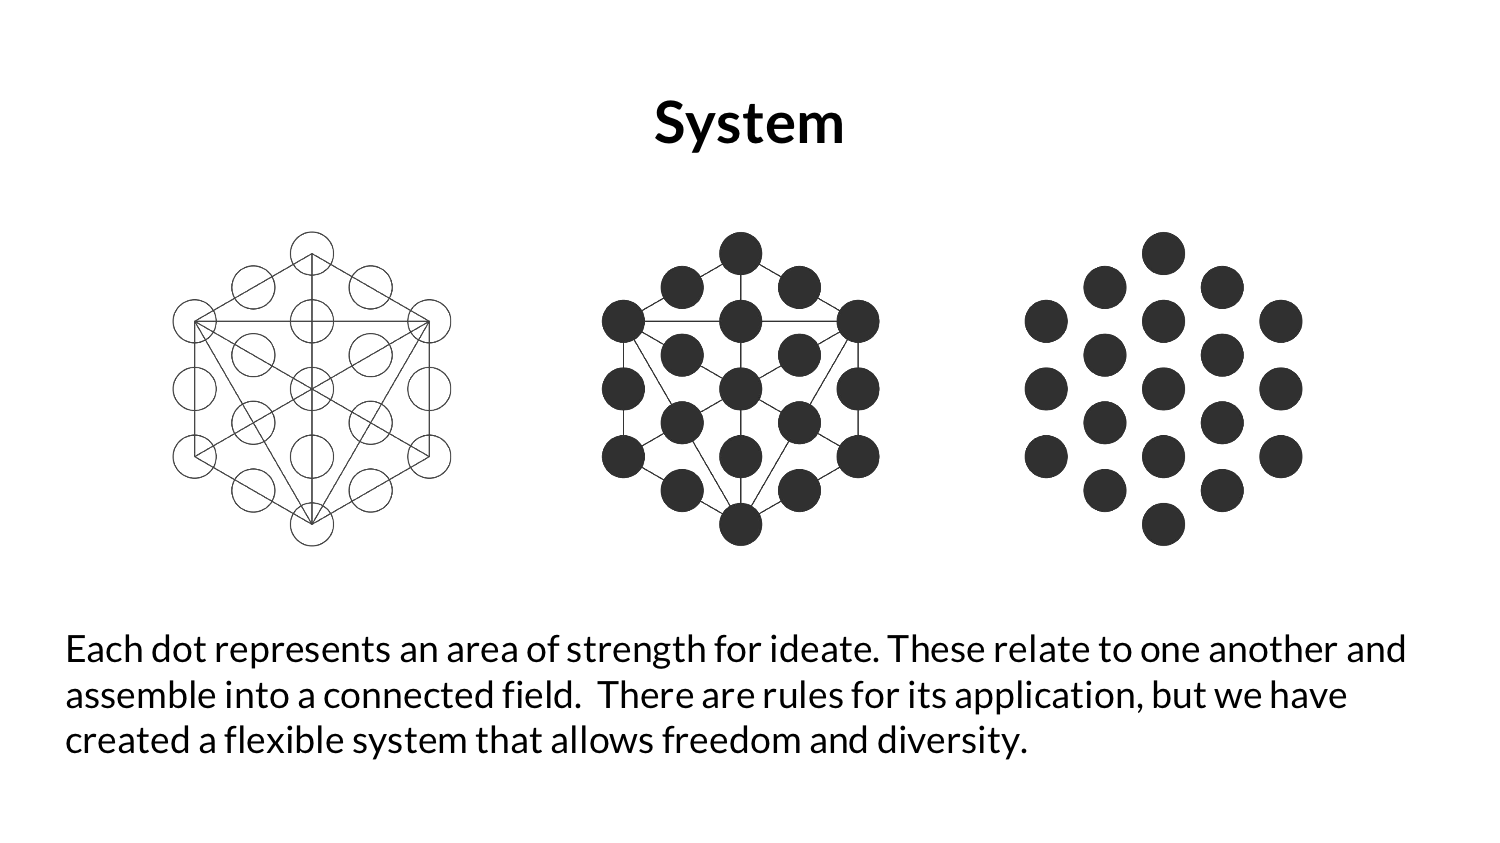 System
Each dot represents an area of strength for ideate. These relate to one another and
assemble into a connected field.  There are rules for its application, but we have
created a flexible system that allows freedom and diversity.